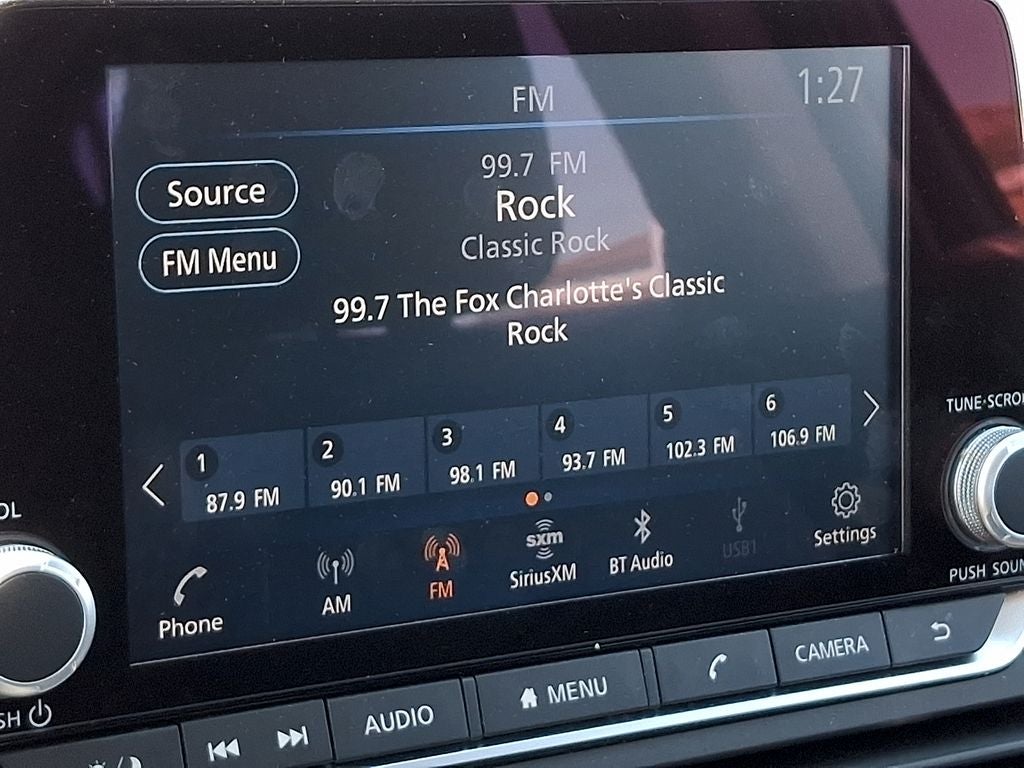 FM
1:27
99.7 FM
Source
Rock
Classic Rock
FM Menu
99.7 The Fox Charlotte's Classic
Rock
1
2
3
4
5
6
87.9 FM
90.1 FM
98.1 FM
93.7 FM
102.3 FM
106.9 FM
TUNE·SCRO
OL
Phone
AM
FM
sxm
SiriusXM
BT Audio
USB1
Settings
PUSH SOUN
SH
AUDIO
MENU
CAMERA